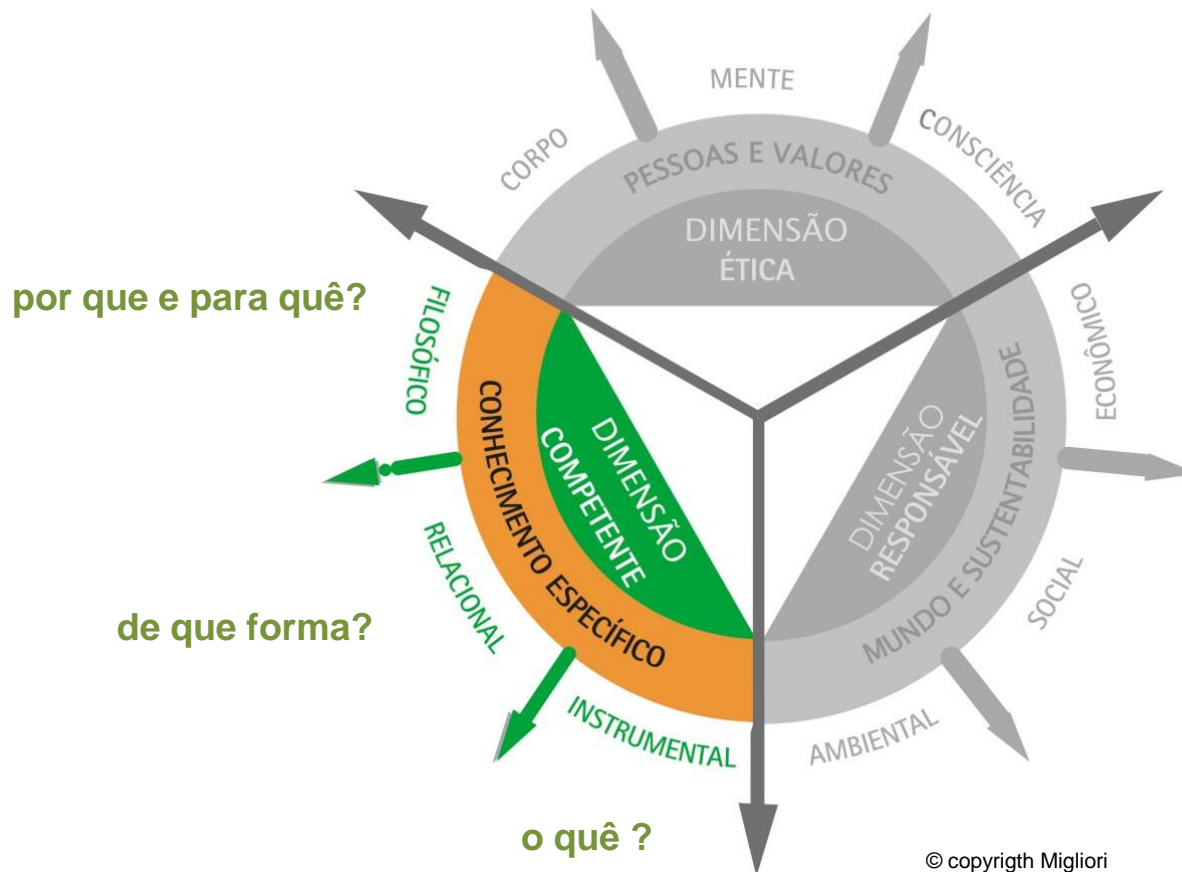 MENTE
CORPO
CONSCIÊNCIA
PESSOAS E VALORES
DIMENSÃO
ÉTICA
por que e para quê?
FILOSÓFICO
ECONÔMICO
CONHECIMENTO ESPECÍFICO
DIMENSÃO
COMPETENTE
DIMENSÃO
RESPONSÁVEL
MUNDO E SUSTENTABILIDADE
RELACIONAL
SOCIAL
de que forma?
INSTRUMENTAL
AMBIENTAL
o quê ?
© copyrigth Migliori